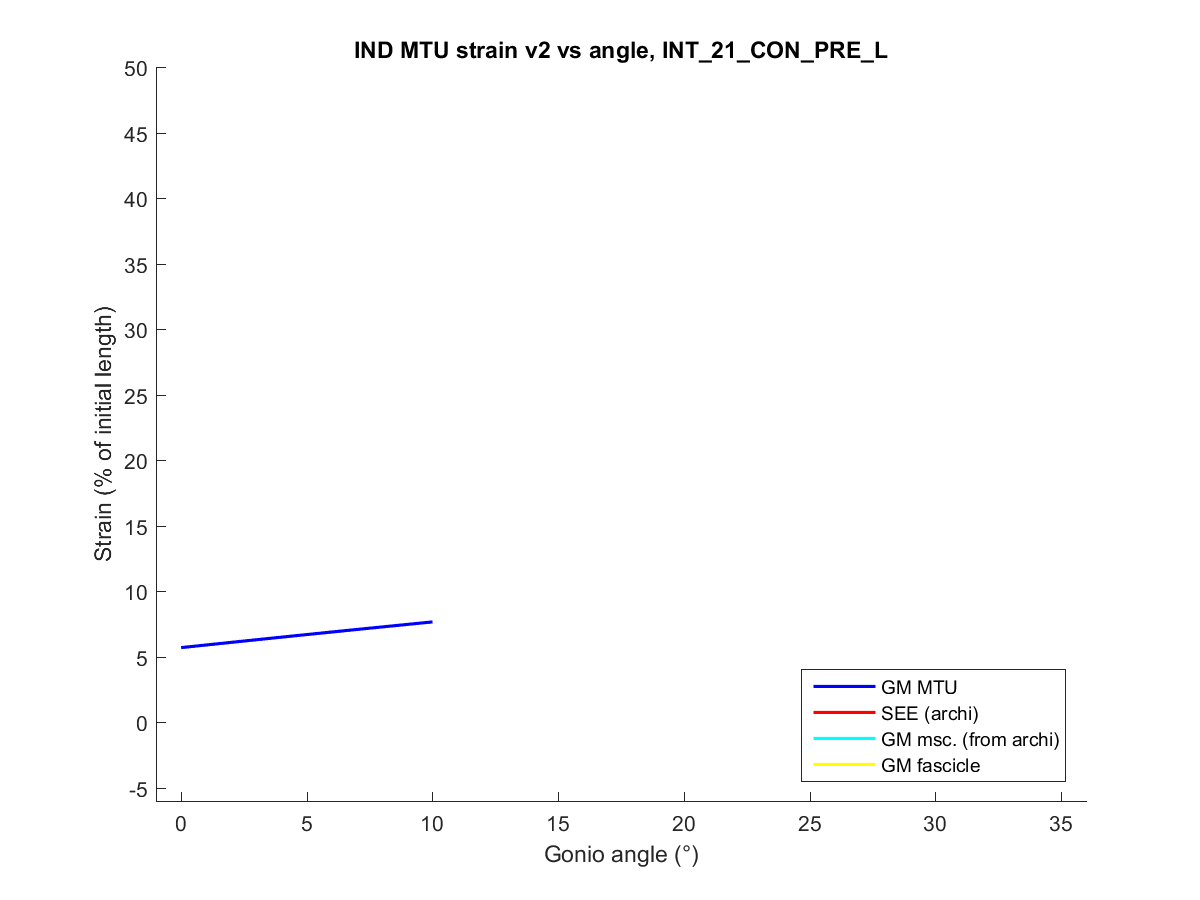 IND MTU strain v2 vs angle, INT_21_CON_PRE_L
50
45
40
35
30
25
20
15
10
5
0
-5
Strain (% of initial length)
0 5 10 15 20 25 30 35
Gonio angle (°)
GM MTU
SEE (archi)
GM msc. (from archi)
GM fascicle